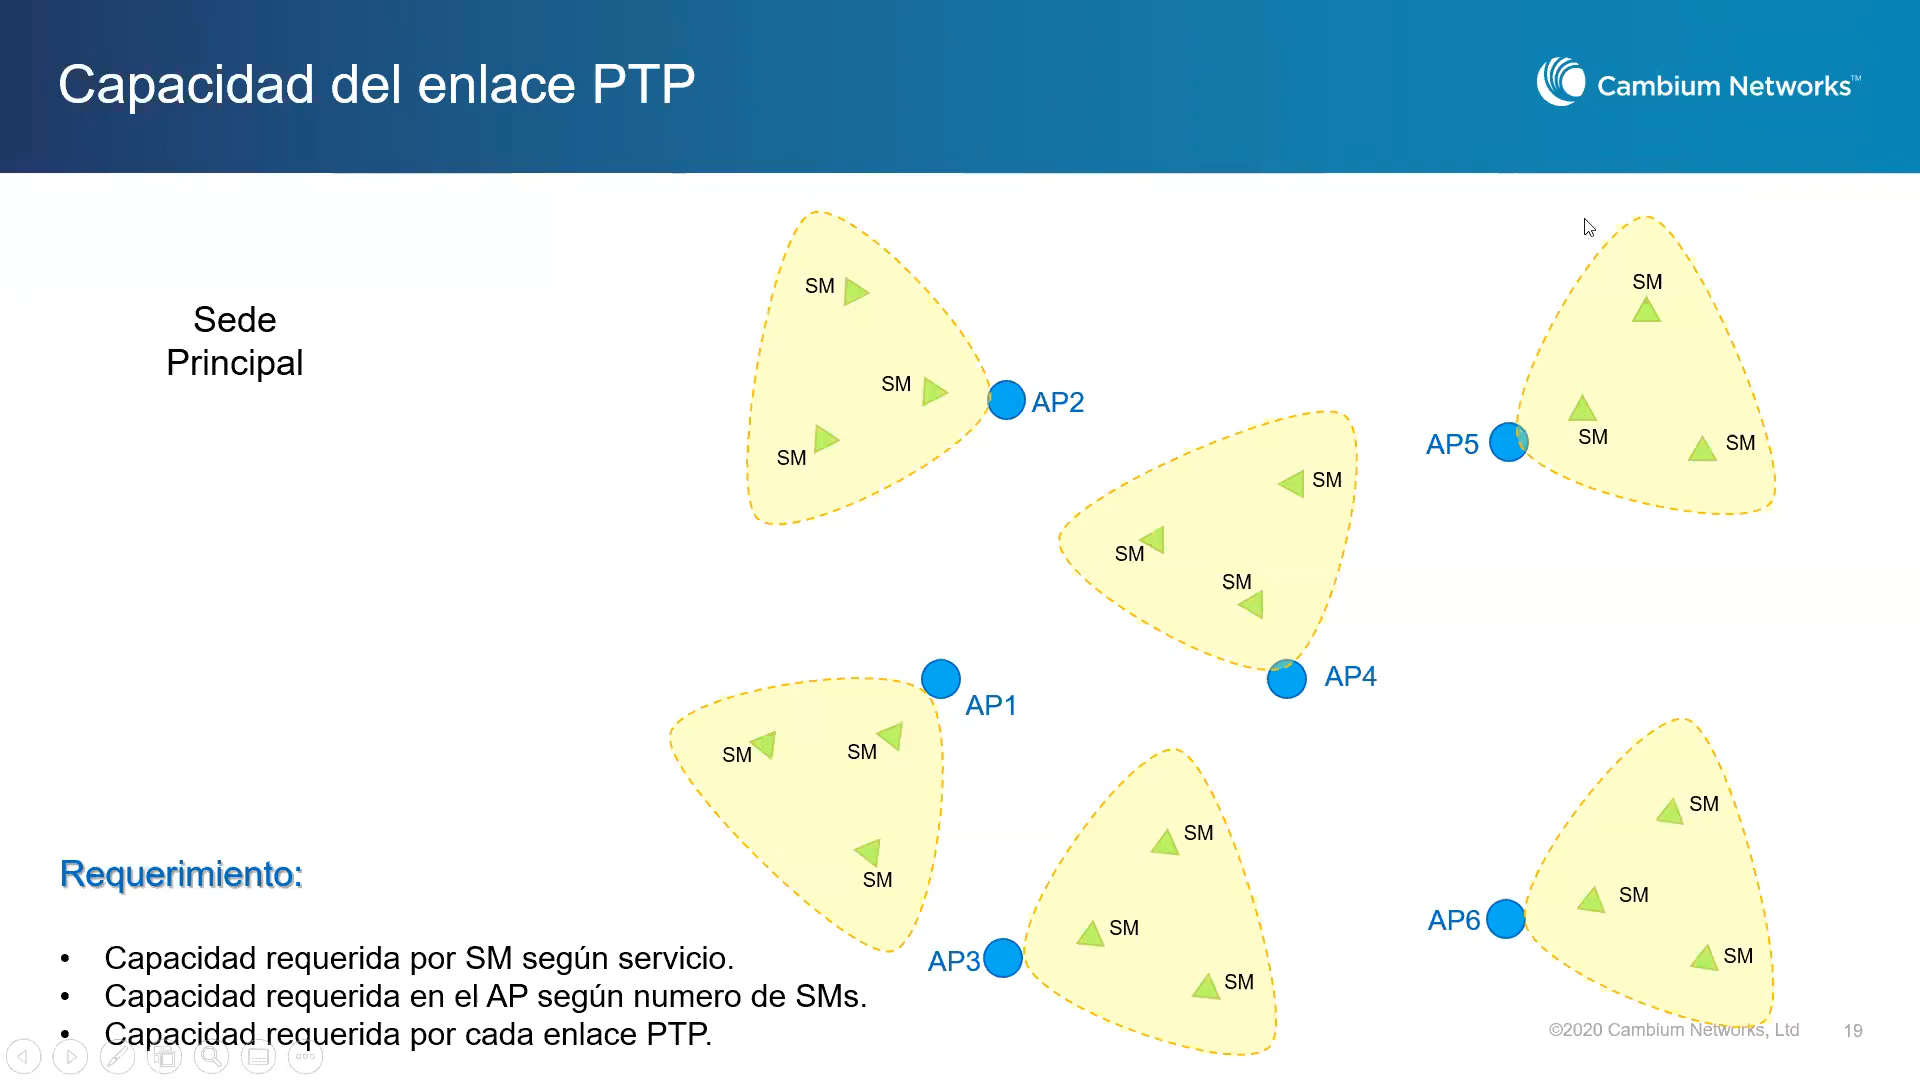 Capacidad del enlace PTP
Cambium Networks™
Sede
Principal
SM
SM
SM
AP2
SM
SM
SM
AP5
SM
SM
SM
AP4
AP1
SM
SM
SM
SM
SM
SM
AP3
SM
SM
SM
AP6
Requerimiento:
• Capacidad requerida por SM según servicio.
• Capacidad requerida en el AP según numero de SMs.
• Capacidad requerida por cada enlace PTP.
©2020 Cambium Networks, Ltd
19